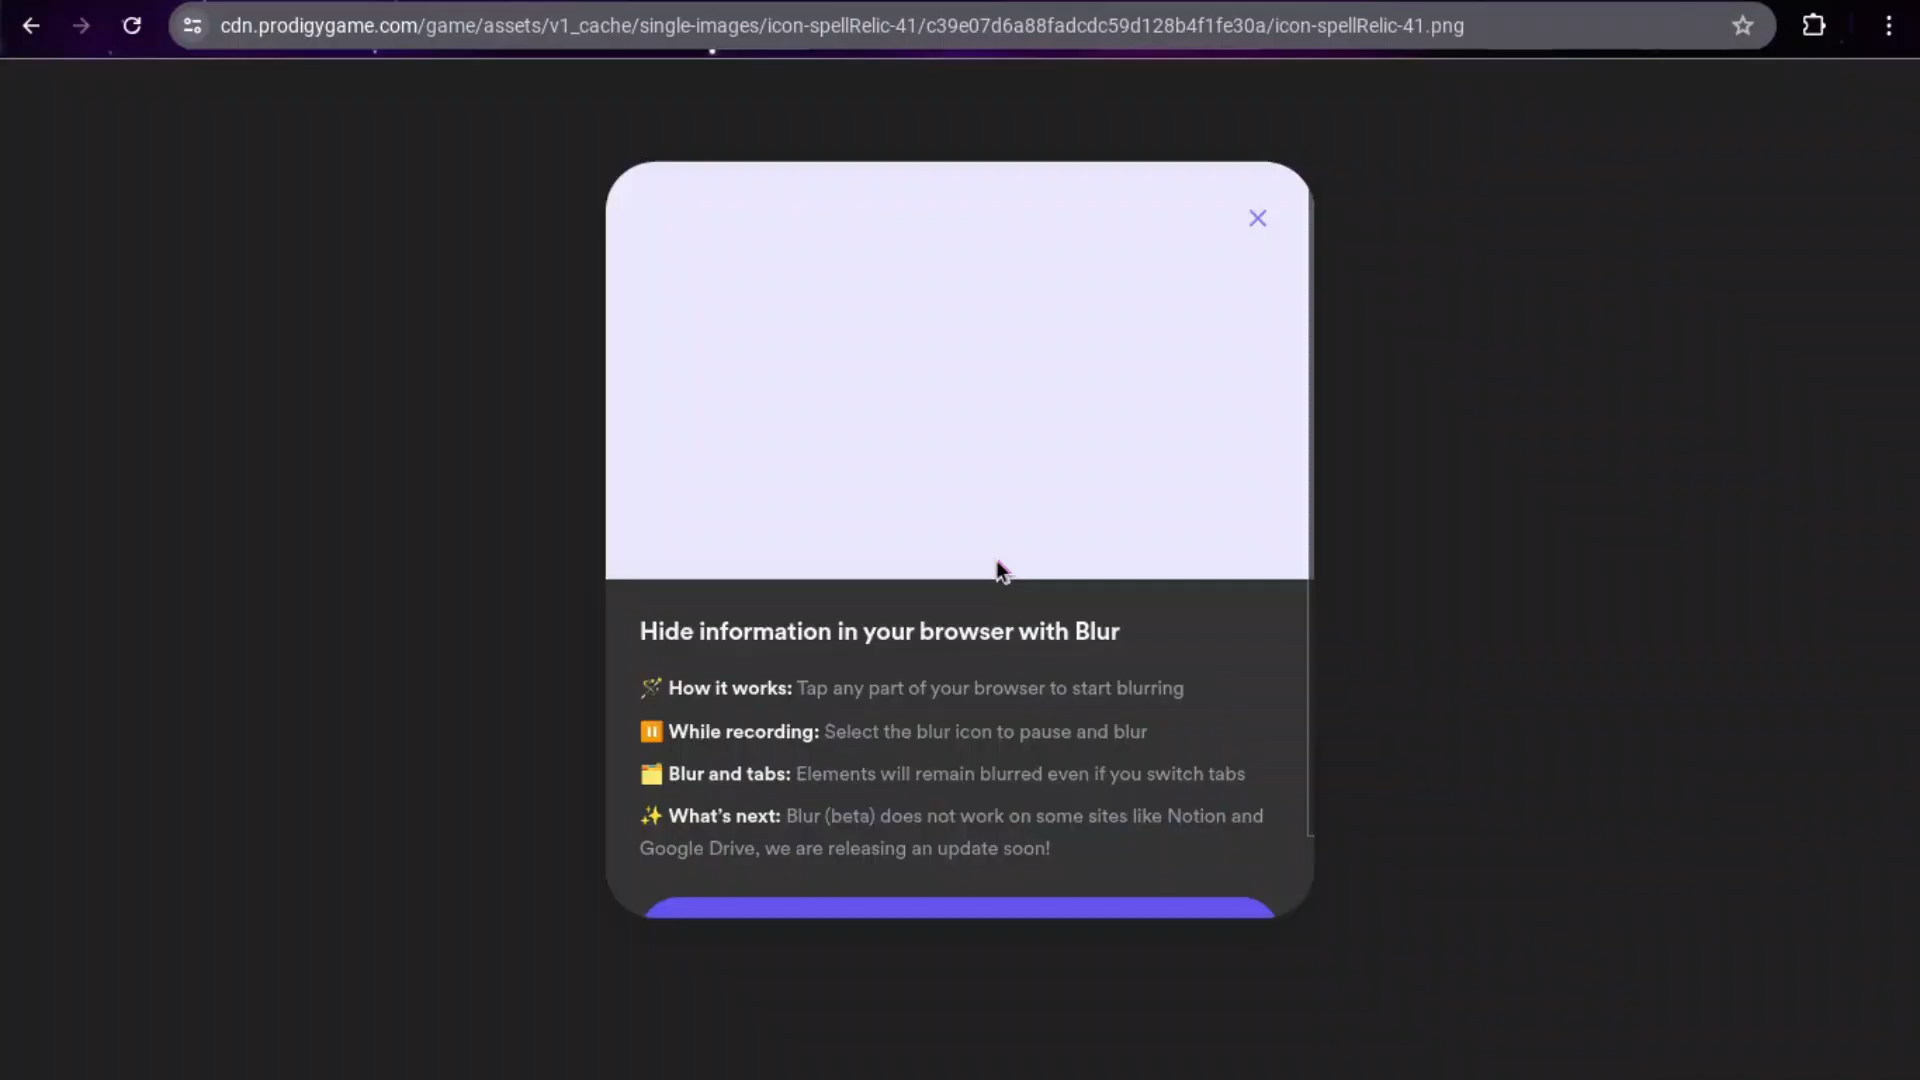 cdn.prodigygame.com/game/assets/v1_cache/single-images/icon-spellRelic-41/c39e07d6a88fadcdc59d128b4f1fe30a/icon-spellRelic-41.png
Hide information in your browser with Blur
How it works: Tap any part of your browser to start blurring
While recording: Select the blur icon to pause and blur
Blur and tabs: Elements will remain blurred even if you switch tabs
What's next: Blur (beta) does not work on some sites like Notion and
Google Drive, we are releasing an update soon!